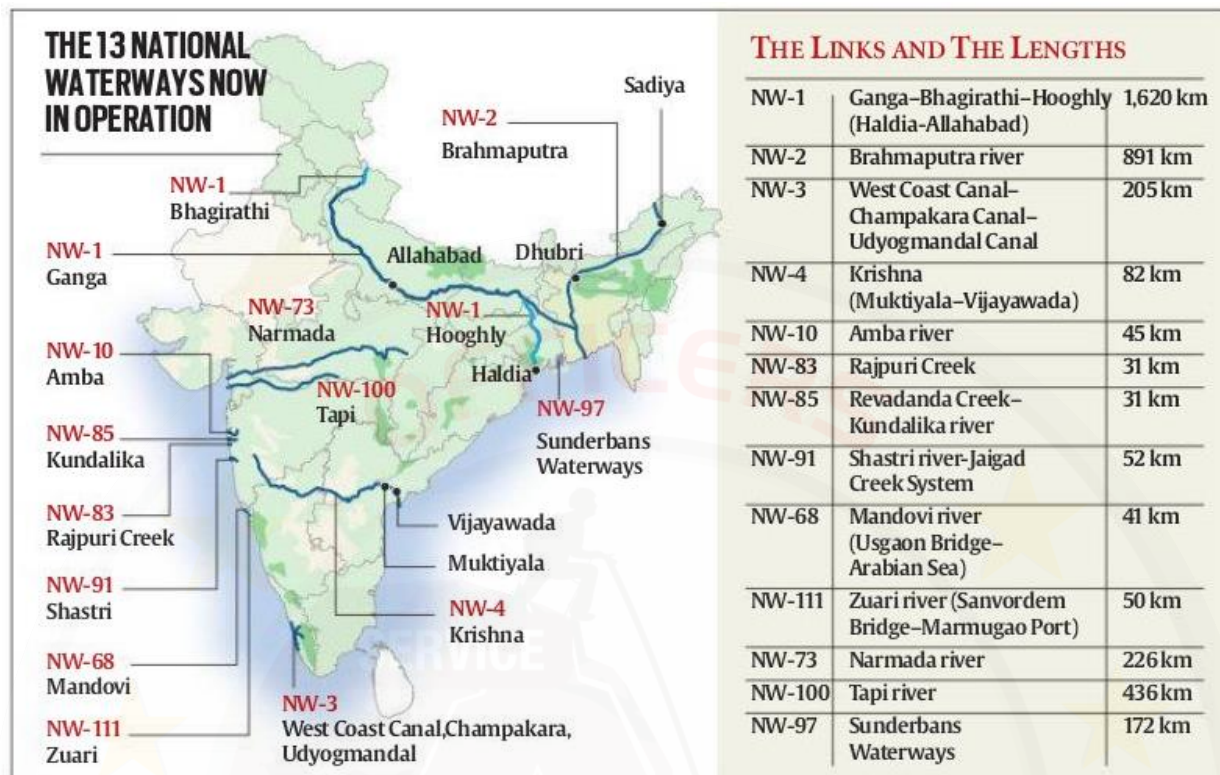 THE 13 NATIONAL
WATERWAYS NOW
IN OPERATION
Sadiya
NW-2
Brahmaputra
NW-1
Bhagirathi
NW-1
Ganga
Allahabad
Dhubri
NW-73
Narmada
NW-1
Hooghly
NW-10
Amba
Haldia
NW-100
Tapi
NW-97
Sunderbans
Waterways
NW-85
Kundalika
NW-83
Rajpuri Creek
Vijayawada
Muktiyala
NW-91
Shastri
NW-4
Krishna
SERVICE
NW-68
Mandovi
NW-3
West Coast Canal,Champakara,
Udyogmandal
NW-111
Zuari
THE LINKS AND THE LENGTHS
NW-1 Ganga–Bhagirathi–Hooghly 1,620 km
(Haldia-Allahabad)
NW-2 Brahmaputra river 891 km
NW-3 West Coast Canal– 205 km
Champakara Canal–
Udyogmandal Canal
NW-4 Krishna 82 km
(Muktiyala–Vijayawada)
NW-10 Amba river 45 km
NW-83 Rajpuri Creek 31 km
NW-85 Revadanda Creek– 31 km
Kundalika river
NW-91 Shastri river-Jaigad 52 km
Creek System
NW-68 Mandovi river 41 km
(Usgaon Bridge–
Arabian Sea)
NW-111 Zuari river (Sanvordem 50 km
Bridge–Marmugao Port)
NW-73 Narmada river 226 km
NW-100 Tapi river 436 km
NW-97 Sunderbans 172 km
Waterways